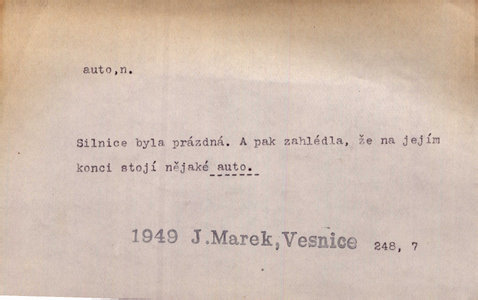 auto,n.
Silnice byla prázdná. A pak zahlédla, že na jejím
konci stojí nějaké auto.
1949 J.Marek,Vesnice 248, 7